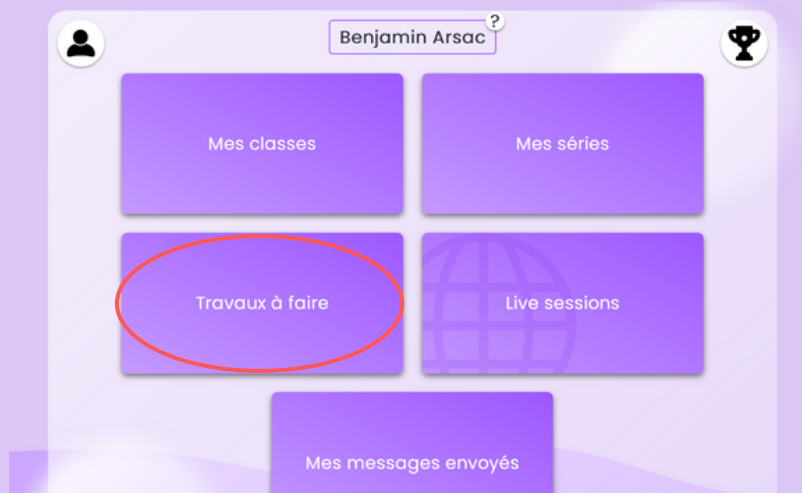 Benjamin Arsac
?
Mes classes
Mes séries
Travaux à faire
Live sessions
Mes messages envoyés